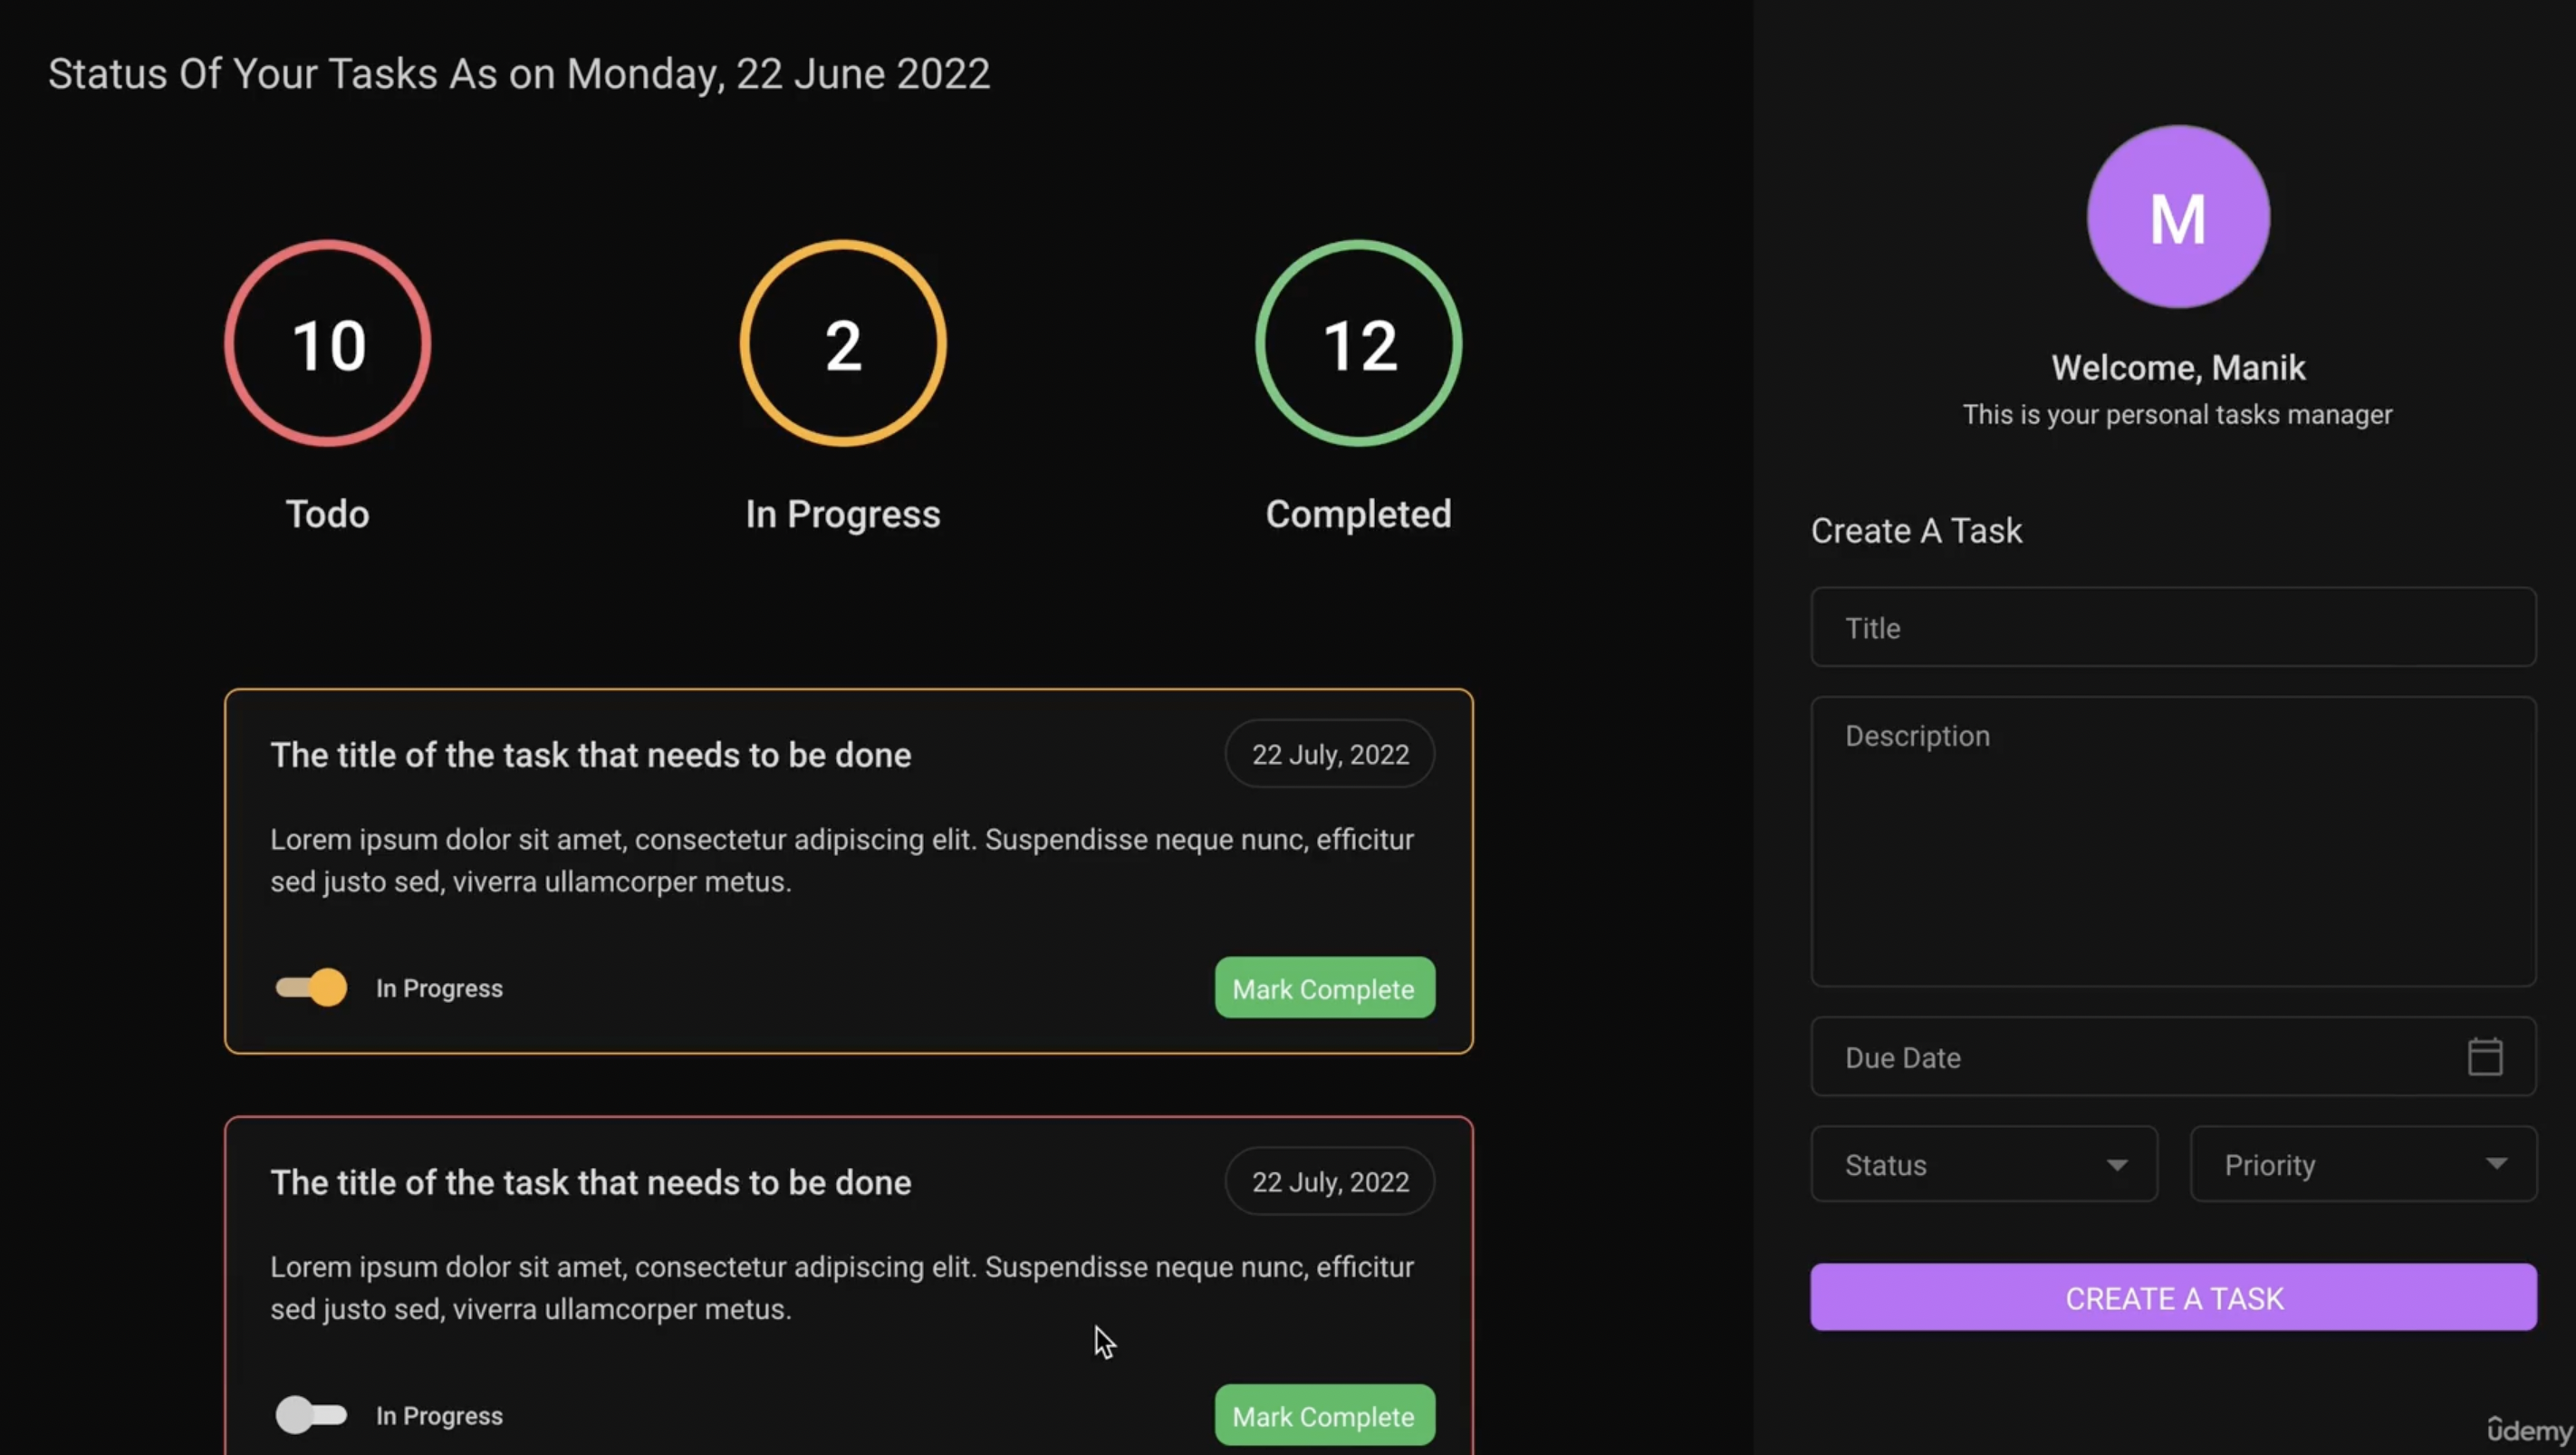 Status Of Your Tasks As on Monday, 22 June 2022
10
2
12
Todo
In Progress
Completed
The title of the task that needs to be done
22 July, 2022
Lorem ipsum dolor sit amet, consectetur adipiscing elit. Suspendisse neque nunc, efficitur
sed justo sed, viverra ullamcorper metus.
In Progress
Mark Complete
The title of the task that needs to be done
22 July, 2022
Lorem ipsum dolor sit amet, consectetur adipiscing elit. Suspendisse neque nunc, efficitur
sed justo sed, viverra ullamcorper metus.
In Progress
Mark Complete
M
Welcome, Manik
This is your personal tasks manager
Create A Task
Title
Description
Due Date
Status
Priority
CREATE A TASK
ûdemy